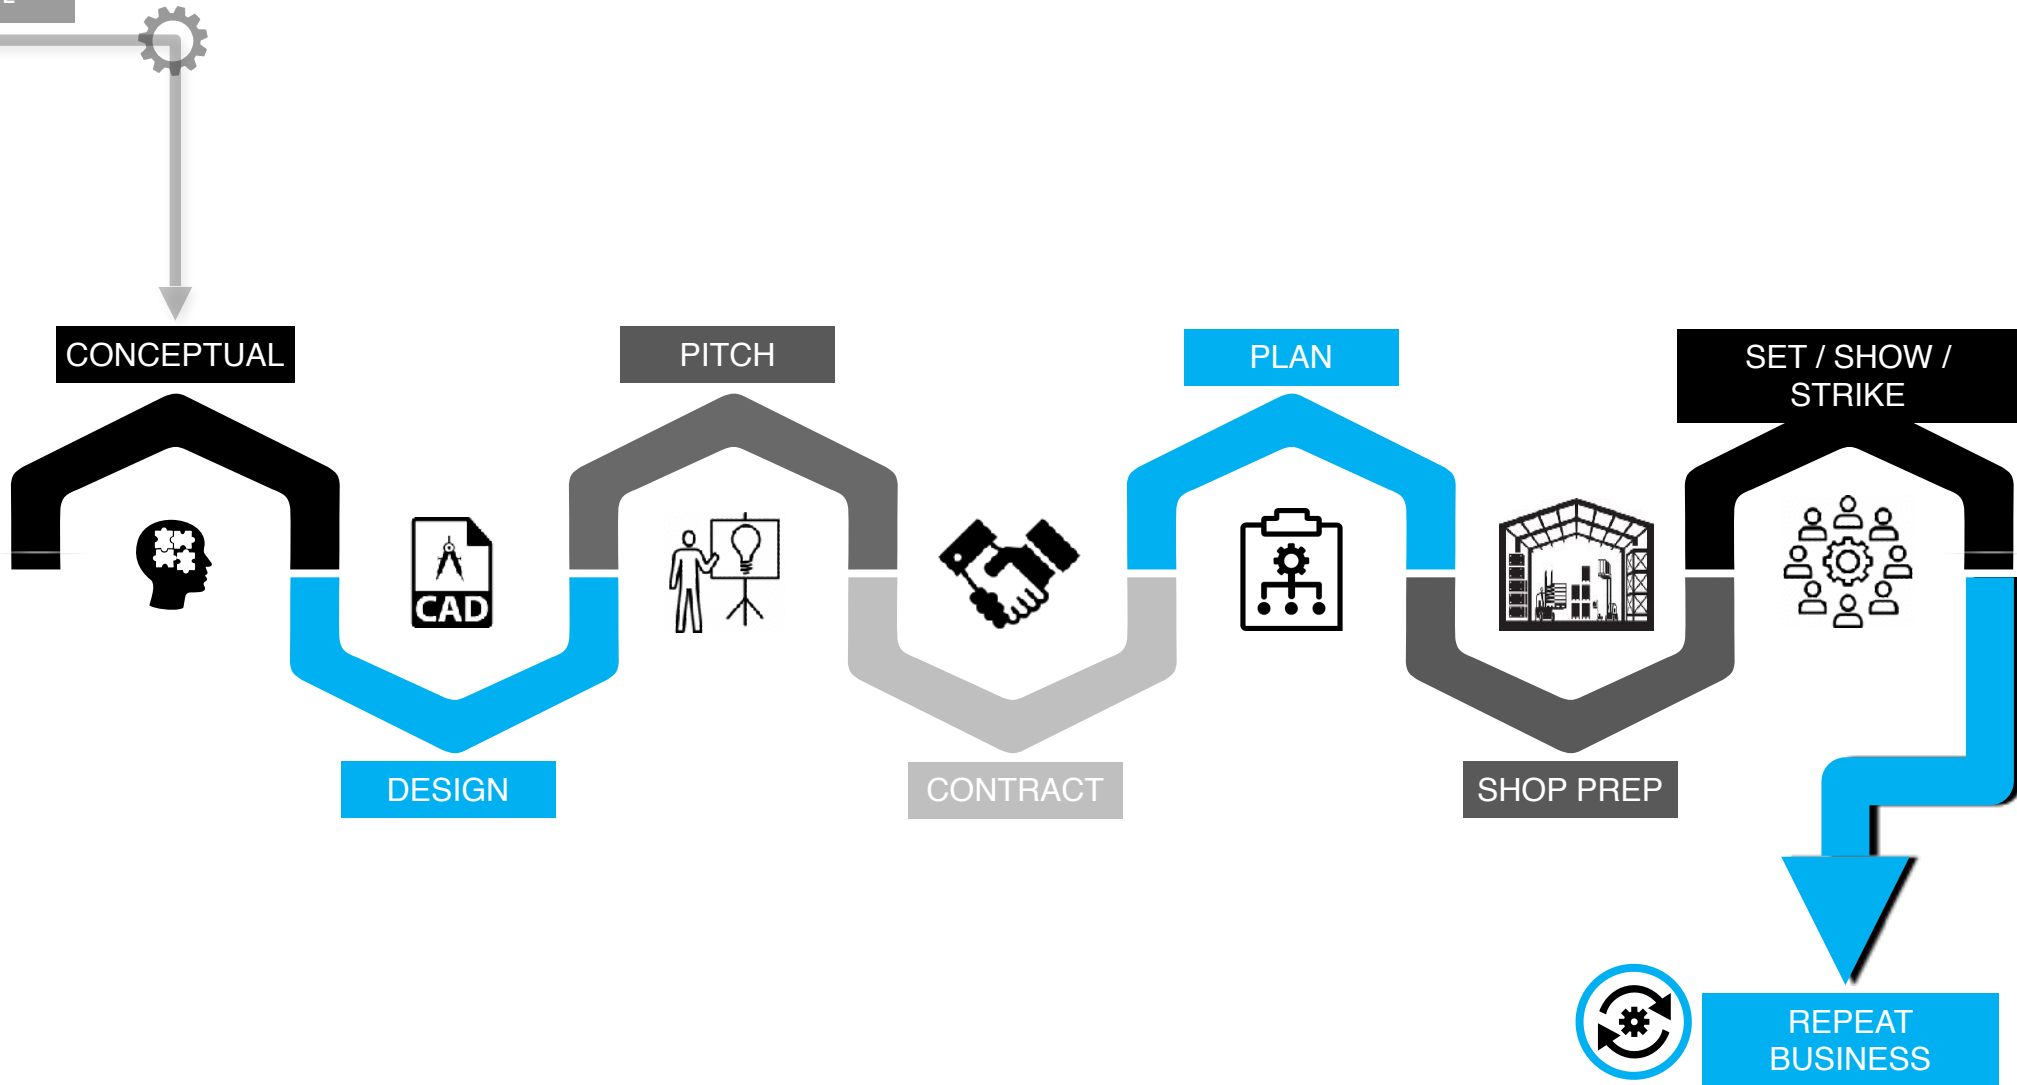 CONCEPTUAL
PITCH
PLAN
SET / SHOW /
STRIKE
CAD
DESIGN
CONTRACT
SHOP PREP
REPEAT
BUSINESS